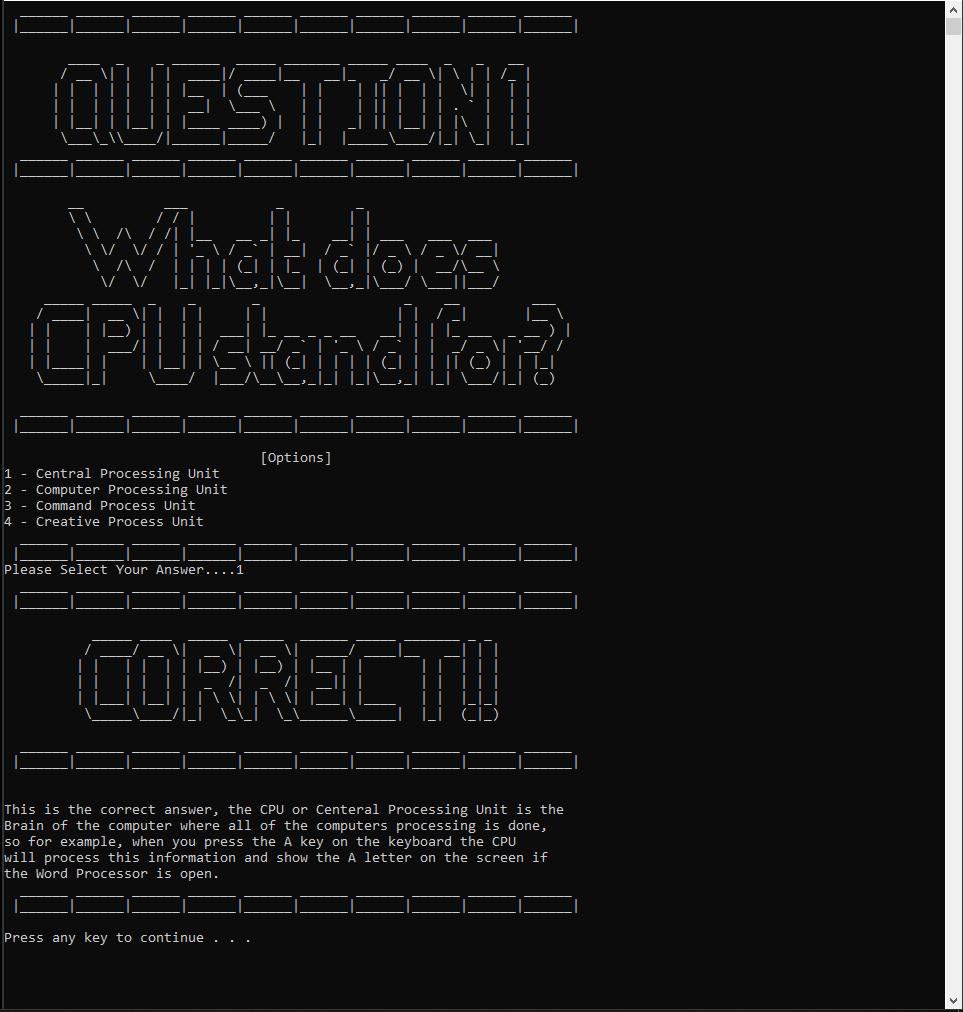 QUESTION 1
What does
CPU stand for?
[Options]
1 - Central Processing Unit
2 - Computer Processing Unit
3 - Command Process Unit
4 - Creative Process Unit
Please Select Your Answer....1
CORRECT!!
This is the correct answer, the CPU or Centeral Processing Unit is the
Brain of the computer where all of the computers processing is done,
so for example, when you press the A key on the keyboard the CPU
will process this information and show the A letter on the screen if
the Word Processor is open.
Press any key to continue . . .